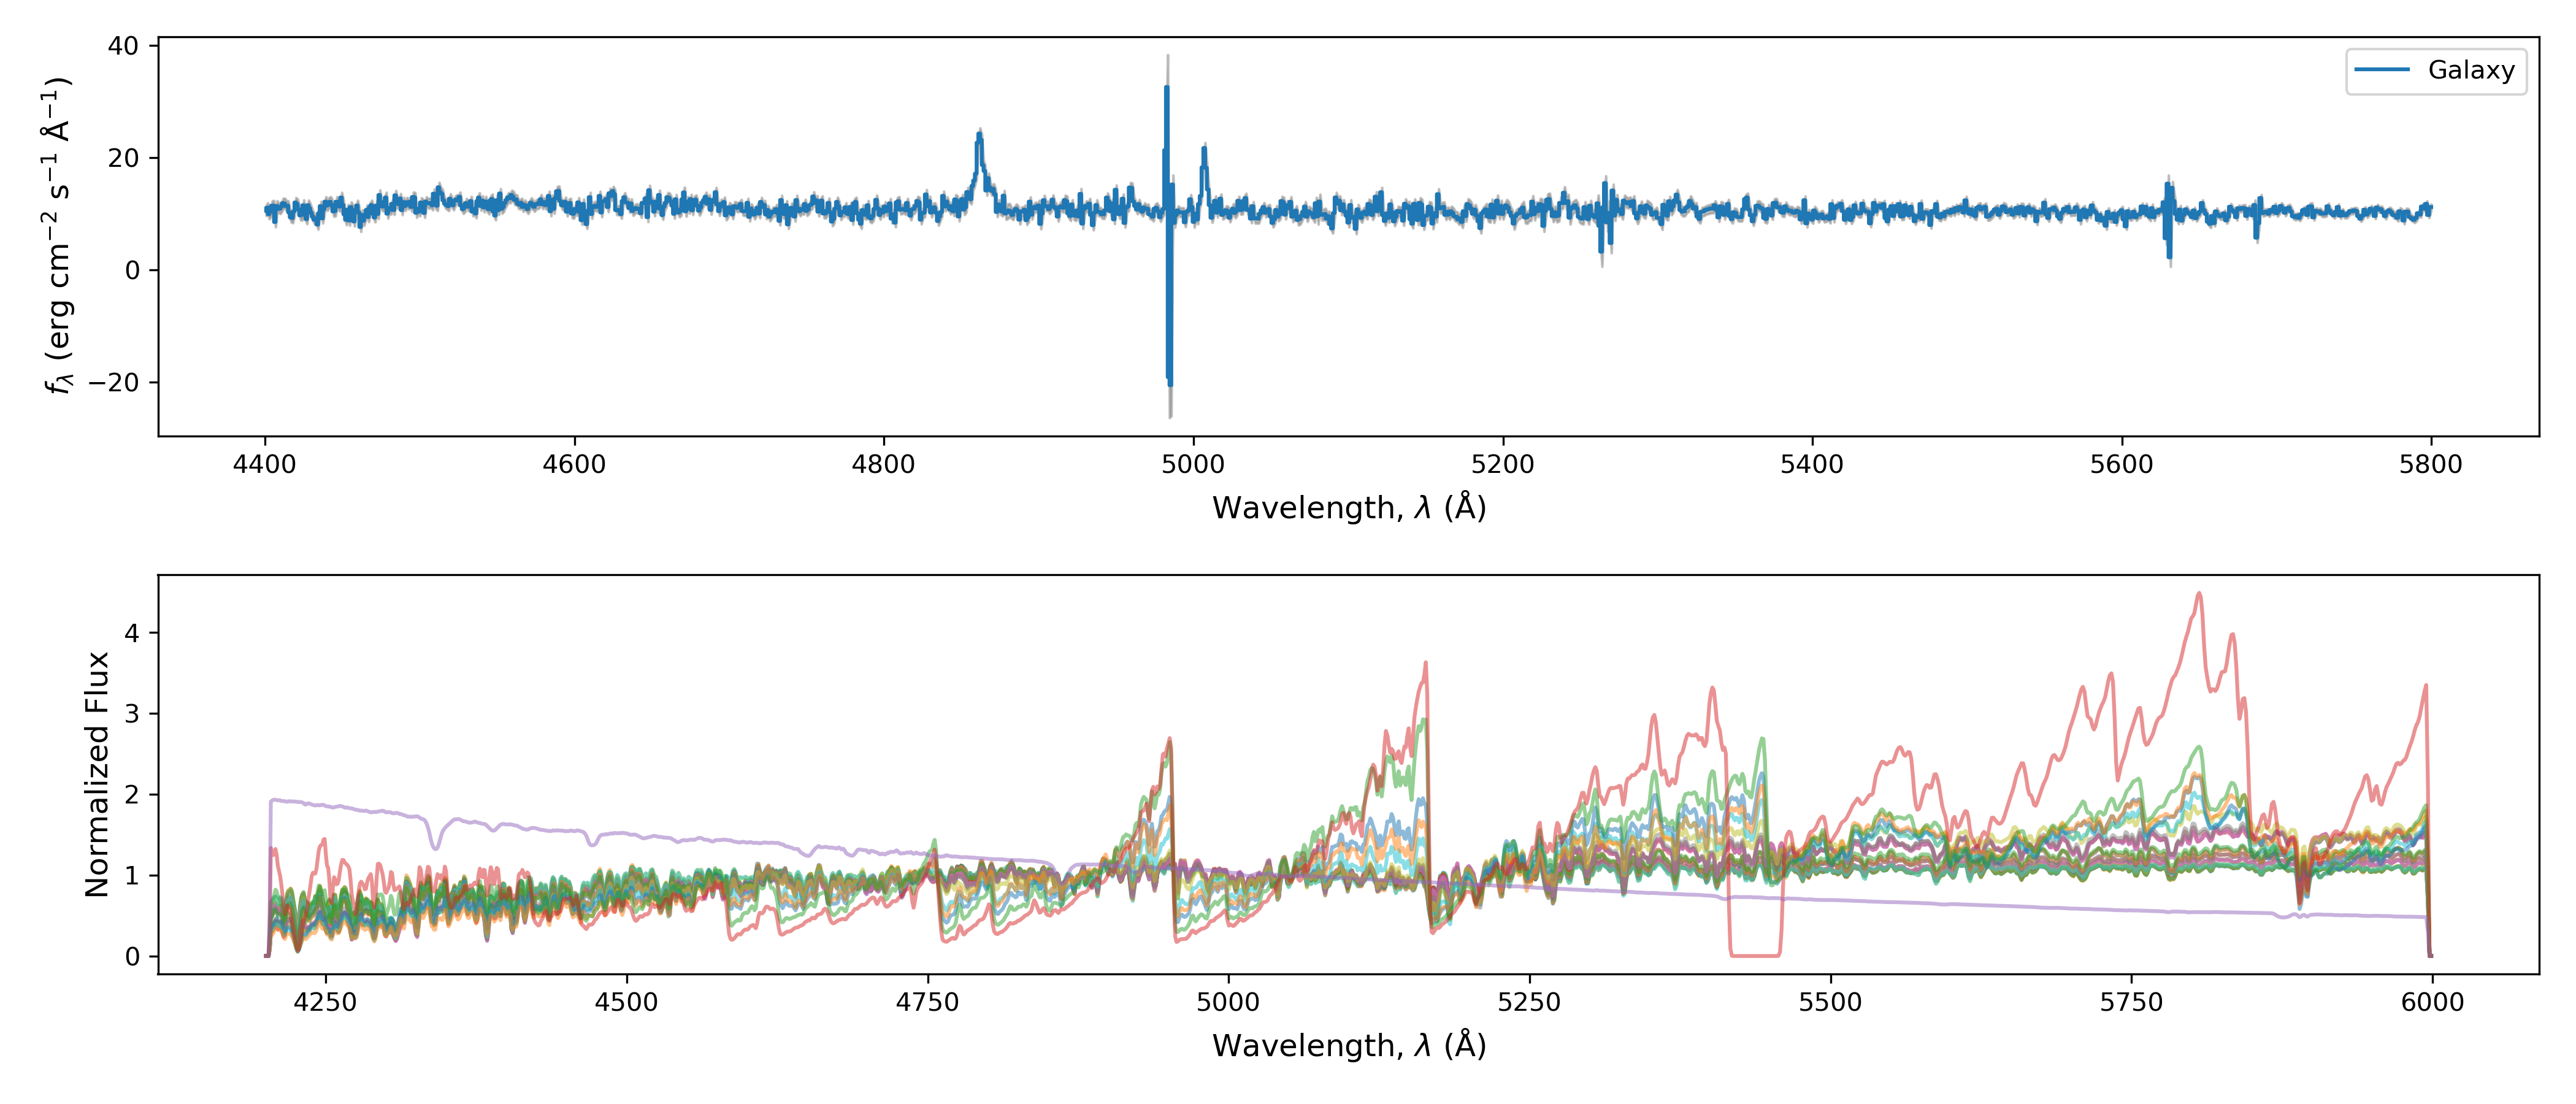 40
20
0
−20
fλ (erg cm−2 s−1 Å−1)
Galaxy
4400 4600 4800 5000 5200 5400 5600 5800
Wavelength, λ (Å)
4
3
2
1
0
Normalized Flux
4250 4500 4750 5000 5250 5500 5750 6000
Wavelength, λ (Å)